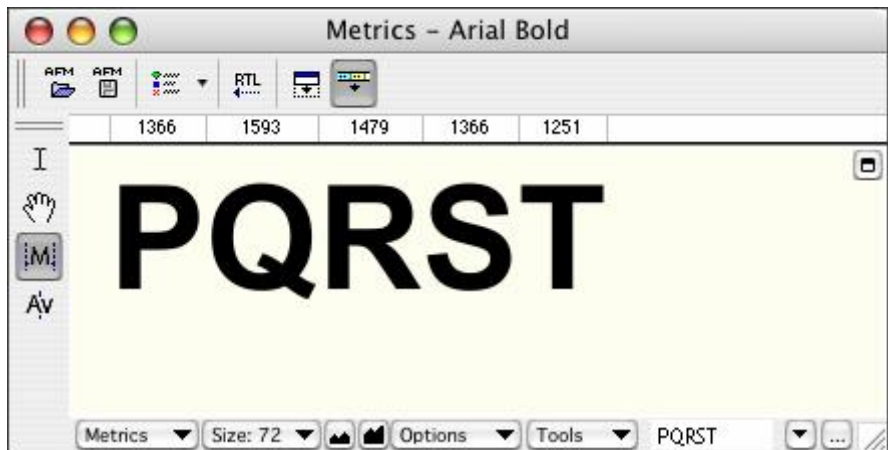 Metrics – Arial Bold
AFM AFM RTL
1366 1593 1479 1366 1251
I
PQRST
M
A|v
Metrics Size: 72 Options Tools PQRST ...